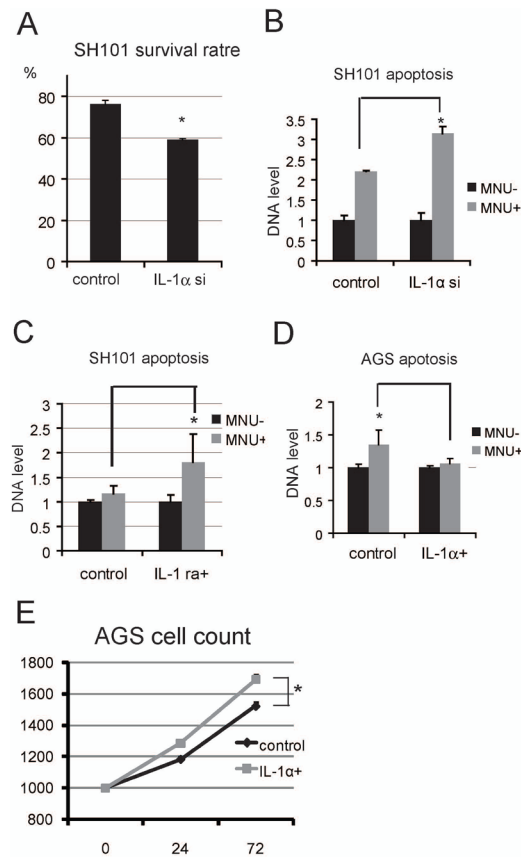 A
SH101 survival ratre
%
80
60
40
20
0
*
control
IL-1α si
B
SH101 apoptosis
DNA level
3.5
3
2.5
2
1.5
1
0.5
0
*
MNU-
MNU+
control
IL-1α si
C
SH101 apoptosis
DNA level
3
2.5
2
1.5
1
0.5
0
*
MNU-
MNU+
control
IL-1 ra+
D
AGS apotosis
DNA level
2
1.5
1
0.5
0
*
MNU-
MNU+
control
IL-1α+
E
AGS cell count
1800
1600
1400
1200
1000
800
*
control
IL-1α+
0
24
72